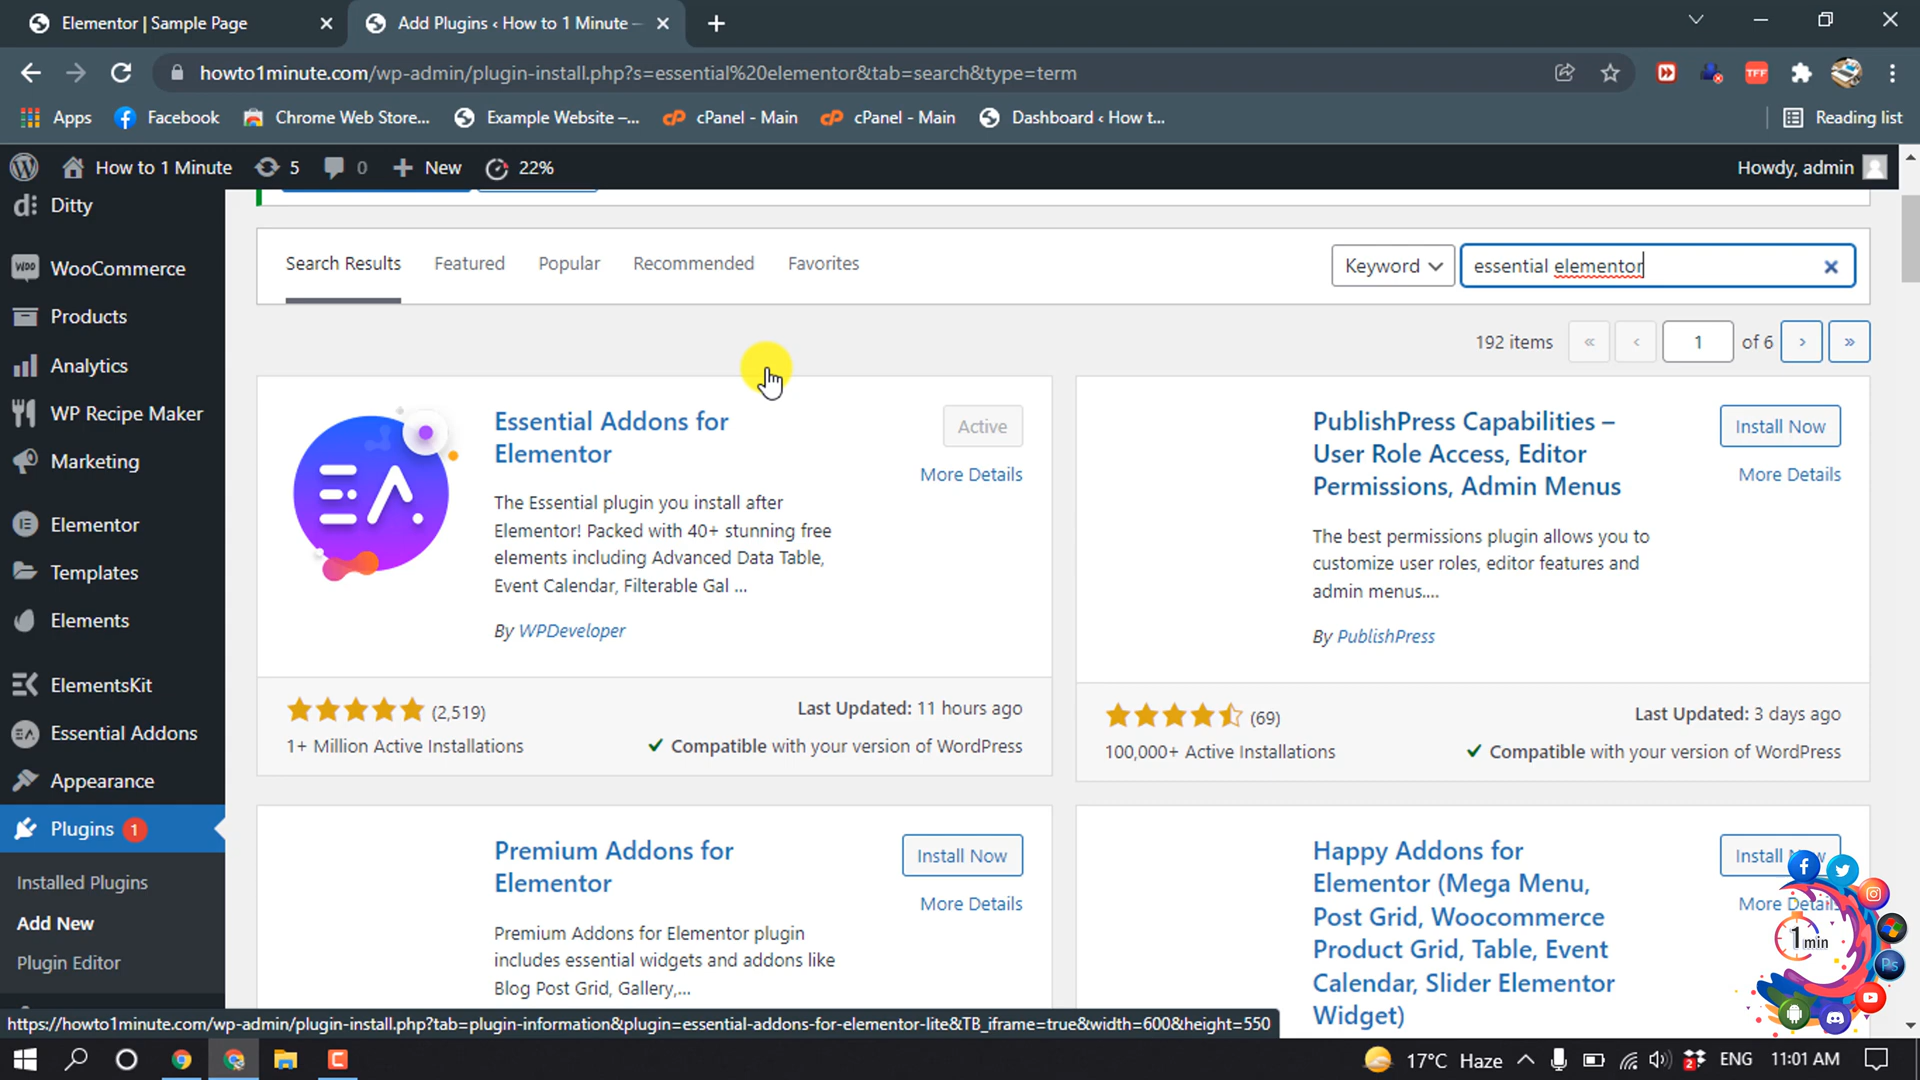 Elementor | Sample Page
Add Plugins ‹ How to 1 Minute —
howto1minute.com/wp-admin/plugin-install.php?s=essential%20elementor&tab=search&type=term
Apps
Facebook
Chrome Web Store...
Example Website –...
cPanel - Main
cPanel - Main
Dashboard ‹ How t...
Reading list
How to 1 Minute
5
0
New
22%
Howdy, admin
Ditty
WooCommerce
Products
Analytics
WP Recipe Maker
Marketing
Elementor
Templates
Elements
ElementsKit
Essential Addons
Appearance
Plugins 1
Installed Plugins
Add New
Plugin Editor
Search Results
Featured
Popular
Recommended
Favorites
Keyword
essential elementor
192 items
«
‹
1
of 6
›
»
Essential Addons for
Elementor
Active
More Details
The Essential plugin you install after
Elementor! Packed with 40+ stunning free
elements including Advanced Data Table,
Event Calendar, Filterable Gal ...
By WPDeveloper
(2,519)
1+ Million Active Installations
Last Updated: 11 hours ago
Compatible with your version of WordPress
PublishPress Capabilities –
User Role Access, Editor
Permissions, Admin Menus
Install Now
More Details
The best permissions plugin allows you to
customize user roles, editor features and
admin menus....
By PublishPress
(69)
100,000+ Active Installations
Last Updated: 3 days ago
Compatible with your version of WordPress
Premium Addons for
Elementor
Install Now
More Details
Premium Addons for Elementor plugin
includes essential widgets and addons like
Blog Post Grid, Gallery,...
Happy Addons for
Elementor (Mega Menu,
Post Grid, Woocommerce
Product Grid, Table, Event
Calendar, Slider Elementor
Widget)
Install Now
More Details
1 min
Ps
https://howto1minute.com/wp-admin/plugin-install.php?tab=plugin-information&plugin=essential-addons-for-elementor-lite&TB_iframe=true&width=600&height=550
17°C Haze
ENG
11:01 AM